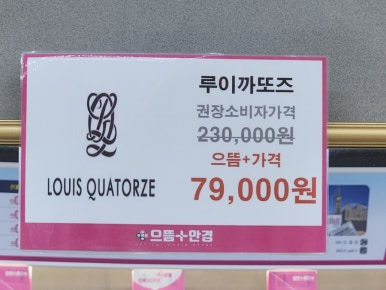 루이까또즈
권장소비자가격
230,000원
으뜸+가격
79,000원
LOUIS QUATORZE
으뜸+안경